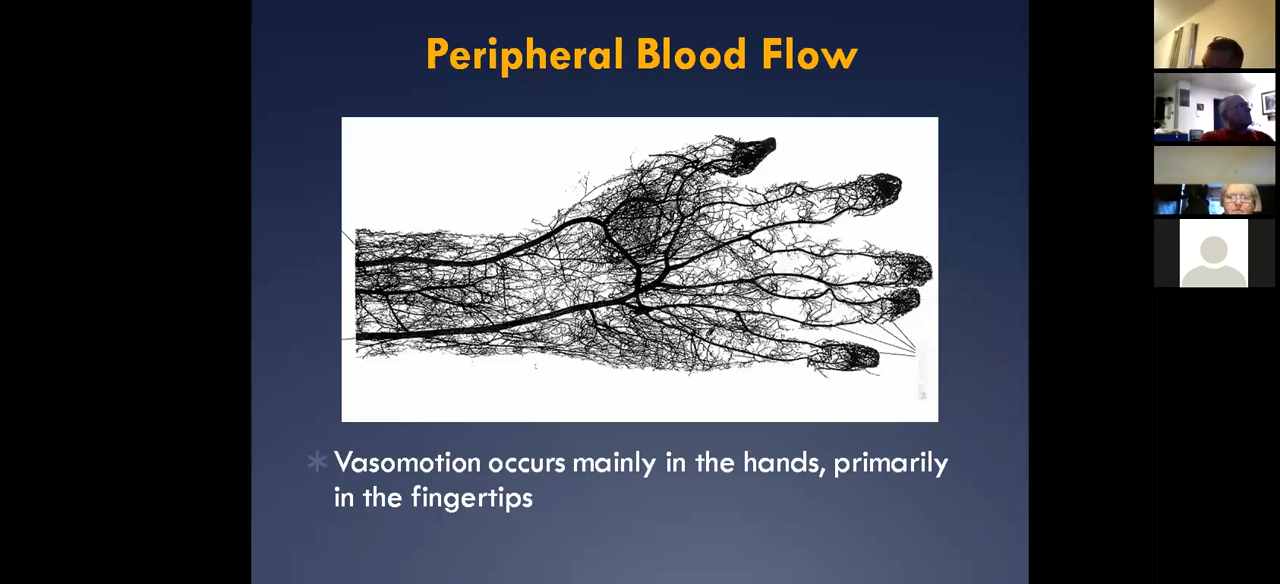 Peripheral Blood Flow
Vasomotion occurs mainly in the hands, primarily
in the fingertips